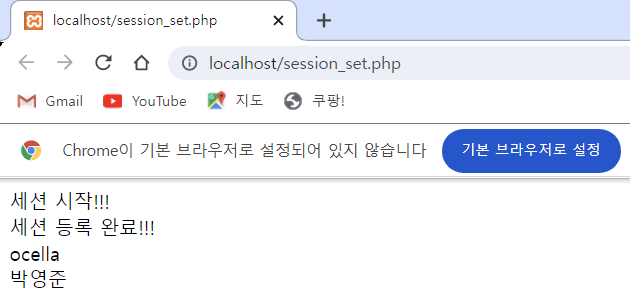 localhost/session_set.php
localhost/session_set.php
Gmail YouTube 지도 쿠팡!
Chrome이 기본 브라우저로 설정되어 있지 않습니다 기본 브라우저로 설정
세션 시작!!!
세션 등록 완료!!!
ocella
박영준